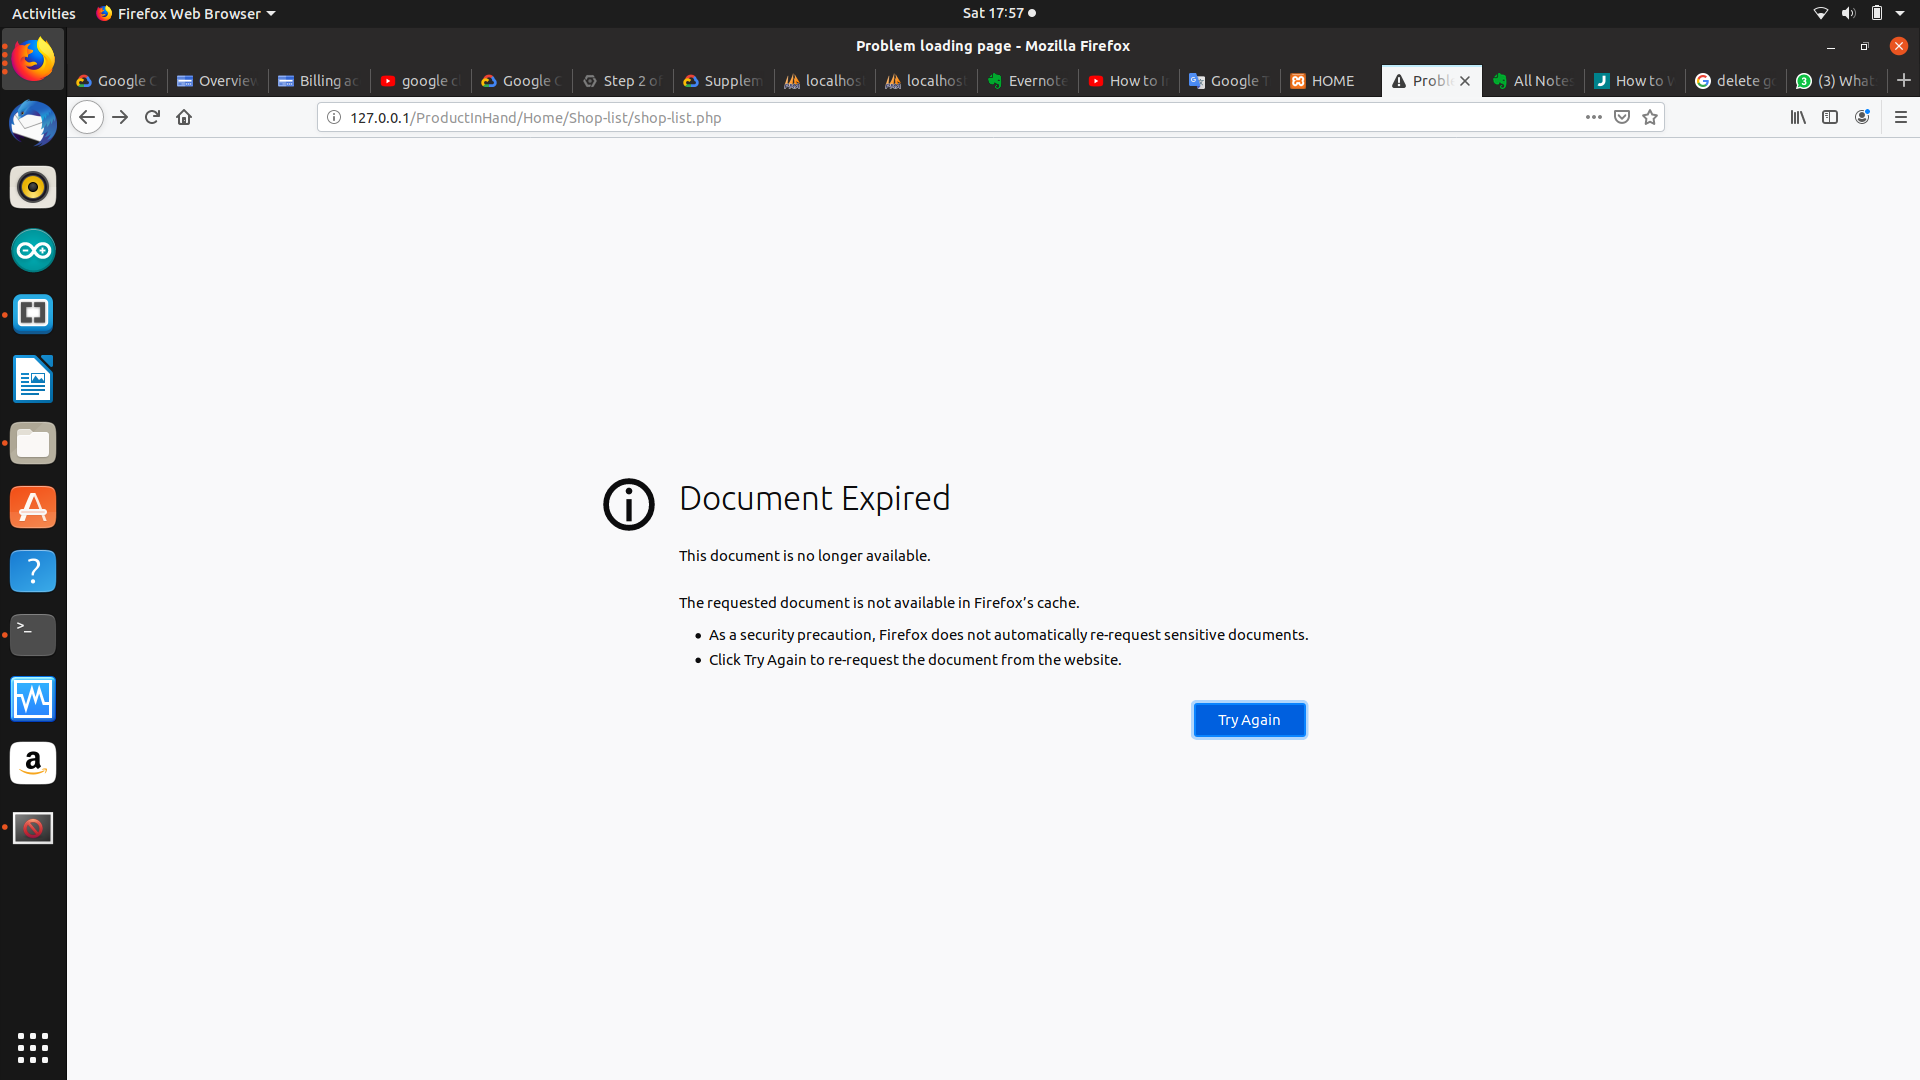 Activities
Firefox Web Browser
Sat 17:57
Problem loading page - Mozilla Firefox
Google C
Overview
Billing ac
google c
Google C
Step 2 of
Supplem
localhos
localhost
Evernote
How to I
Google T
HOME
Proble
All Notes
How to W
delete go
(3) What
127.0.0.1/ProductInHand/Home/Shop-list/shop-list.php
Document Expired
This document is no longer available.
The requested document is not available in Firefox’s cache.
As a security precaution, Firefox does not automatically re-request sensitive documents.
Click Try Again to re-request the document from the website.
Try Again